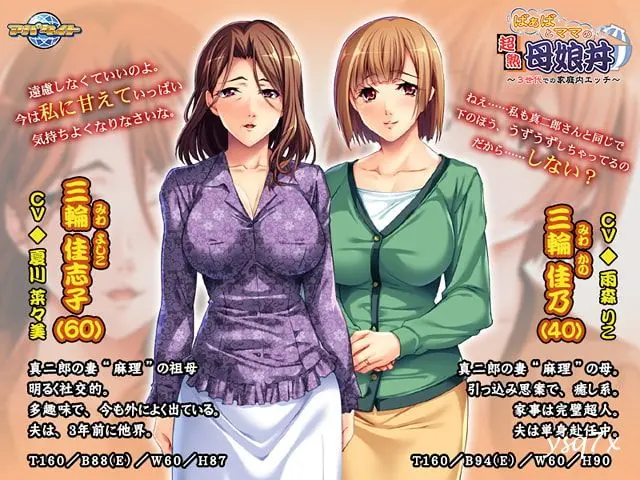 アパタイト
ばぁばとママの
超熟 母娘丼
～3世代での家庭内エッチ～
遠慮しなくていいのよ。
今は私に甘えていっぱい
気持ちよくなりなさいな。
ねぇ……私も真二郎さんと同じで
下のほう、うずうずしちゃってるの
だから……しない？
みわ よしこ
三輪 佳志子
(60)
CV◆夏川 菜々美
真二郎の妻“麻理”の祖母
明るく社交的。
多趣味で、今も外によく出ている。
夫は、3年前に他界。
T160／B88(E)／W60／H87
CV◆雨森 りこ
みわ かの
三輪 佳乃
(40)
真二郎の妻“麻理”の母。
引っ込み思案で、癒し系。
家事は完璧超人。
夫は単身赴任中。
T160／B94(E)／W60／H90
ysq7x